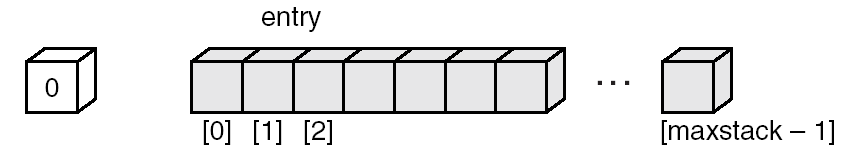 entry
0
...
[0] [1] [2] [maxstack – 1]